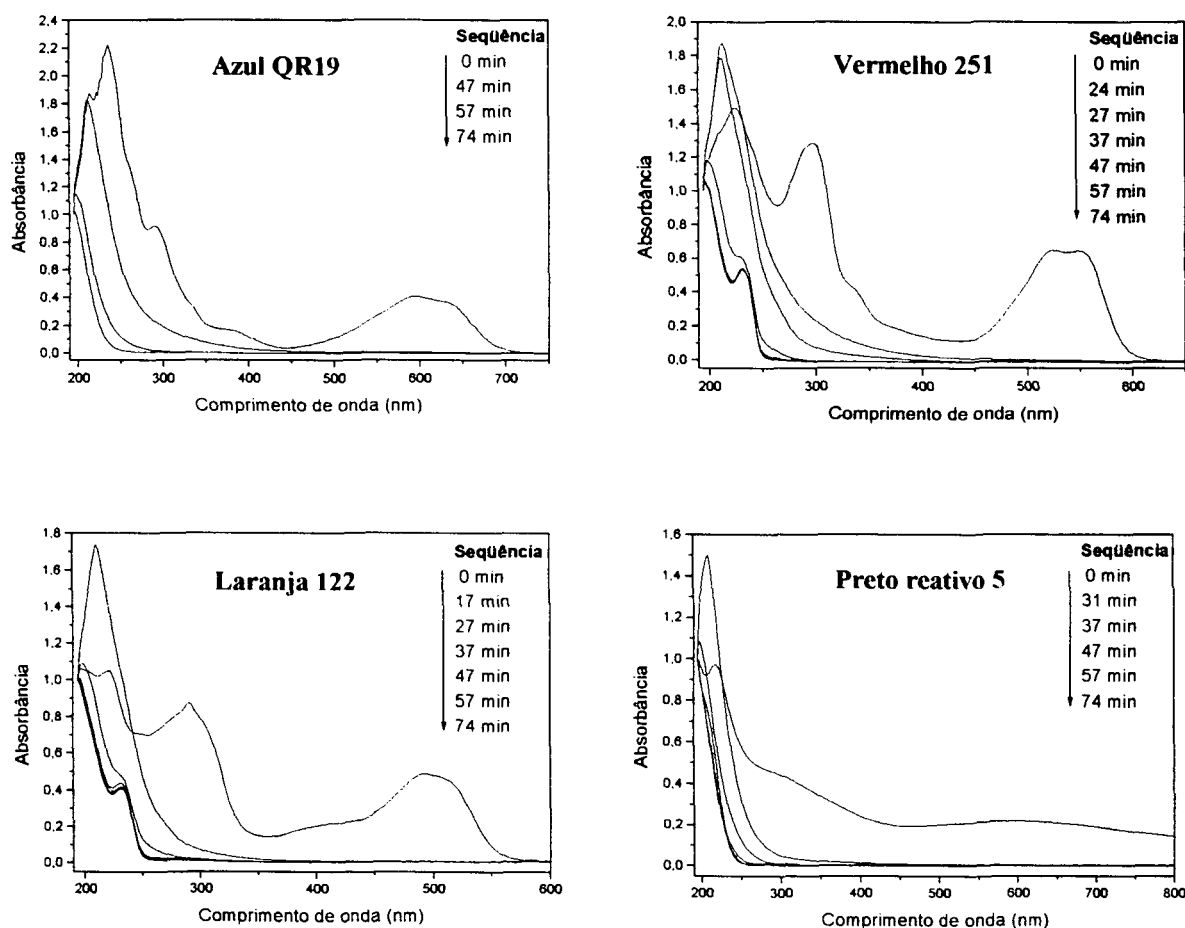 Azul QR19
Seqüência
0 min
47 min
57 min
74 min
2,4
2,2
2,0
1,8
1,6
1,4
1,2
1,0
0,8
0,6
0,4
0,2
0,0
Absorbância
200 300 400 500 600 700
Comprimento de onda (nm)
Vermelho 251
Seqüência
0 min
24 min
27 min
37 min
47 min
57 min
74 min
2,0
1,8
1,6
1,4
1,2
1,0
0,8
0,6
0,4
0,2
0,0
Absorbância
200 300 400 500 600
Comprimento de onda (nm)
Laranja 122
Seqüência
0 min
17 min
27 min
37 min
47 min
57 min
74 min
1,8
1,6
1,4
1,2
1,0
0,8
0,6
0,4
0,2
0,0
Absorbância
200 300 400 500 600
Comprimento de onda (nm)
Preto reativo 5
Seqüência
0 min
31 min
37 min
47 min
57 min
74 min
1,6
1,4
1,2
1,0
0,8
0,6
0,4
0,2
0,0
Absorbância
200 300 400 500 600 700 800
Comprimento de onda (nm)